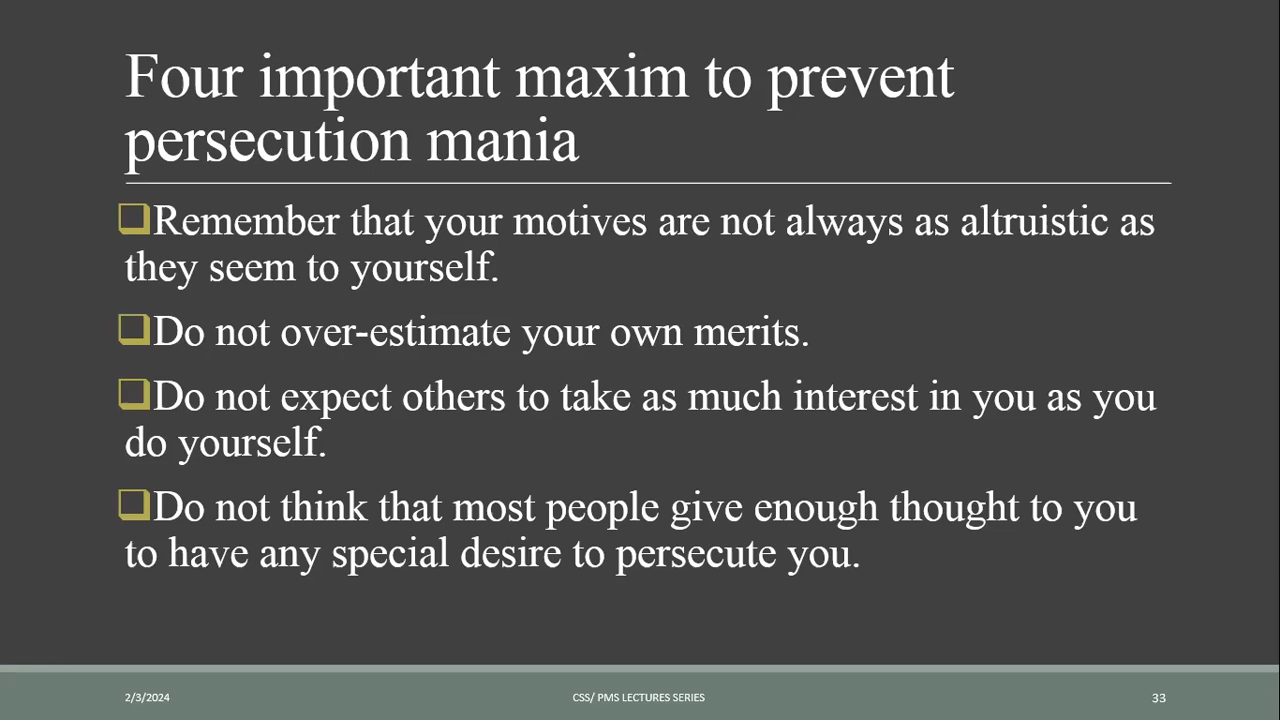 Four important maxim to prevent
persecution mania
Remember that your motives are not always as altruistic as
they seem to yourself.
Do not over-estimate your own merits.
Do not expect others to take as much interest in you as you
do yourself.
Do not think that most people give enough thought to you
to have any special desire to persecute you.
2/3/2024
CSS/ PMS LECTURES SERIES
33